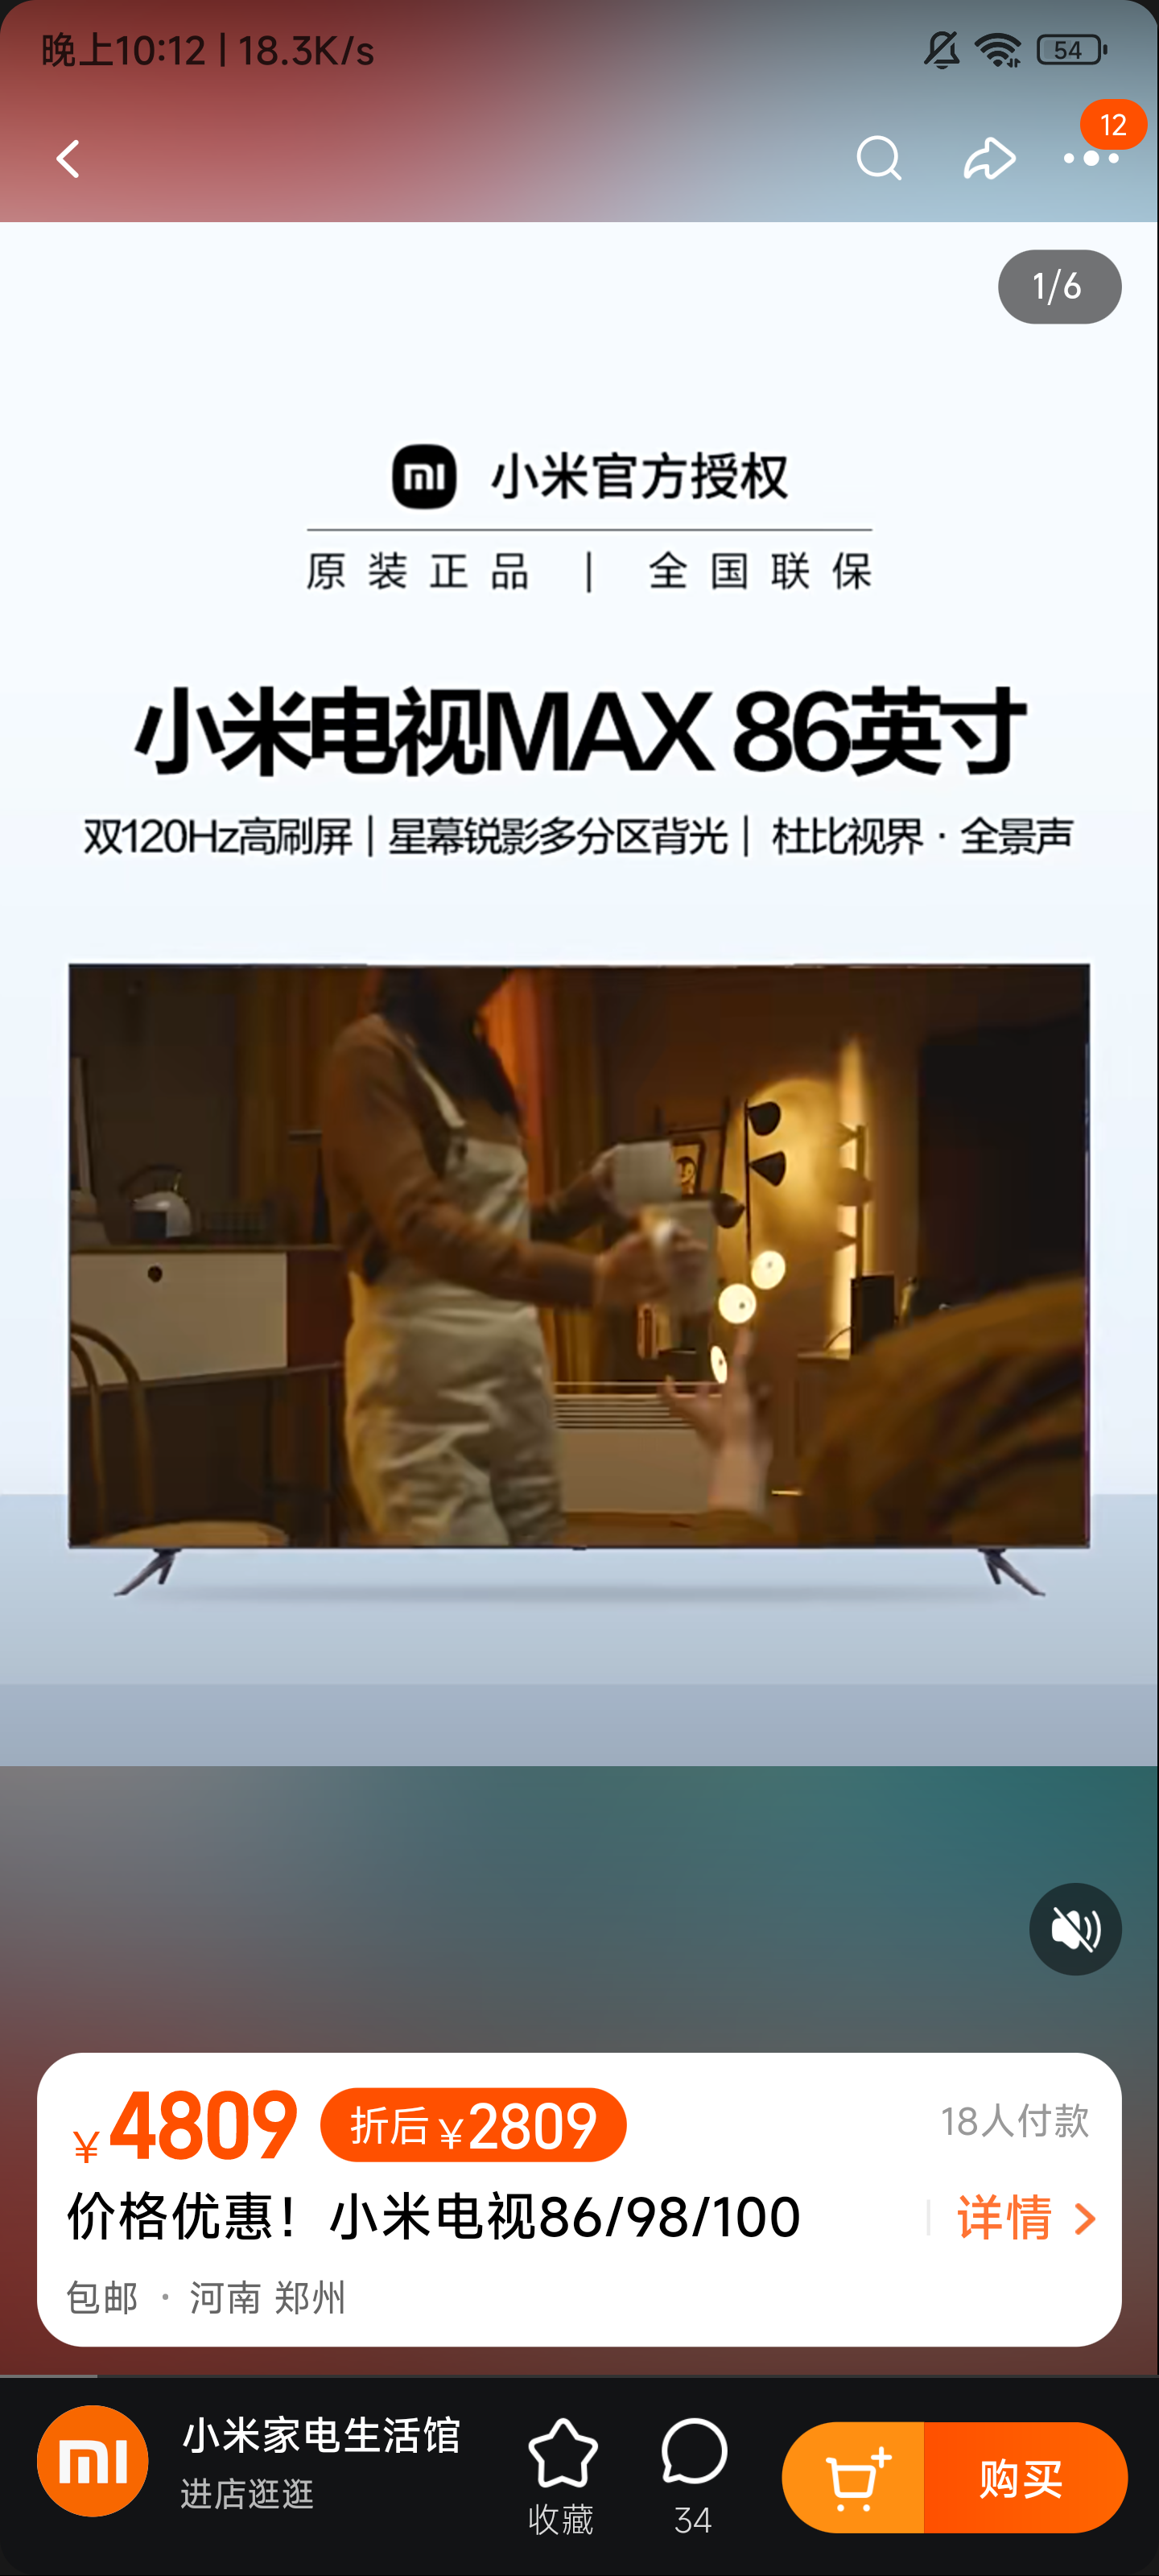 晚上10:12 | 18.3K/s
54
12
1/6
小米官方授权
原装正品 | 全国联保
小米电视MAX 86英寸
双120Hz高刷屏 | 星幕锐影多分区背光 | 杜比视界 · 全景声
¥4809 折后¥2809 18人付款
价格优惠！小米电视86/98/100 详情
包邮 · 河南 郑州
小米家电生活馆
进店逛逛
收藏
34
购买